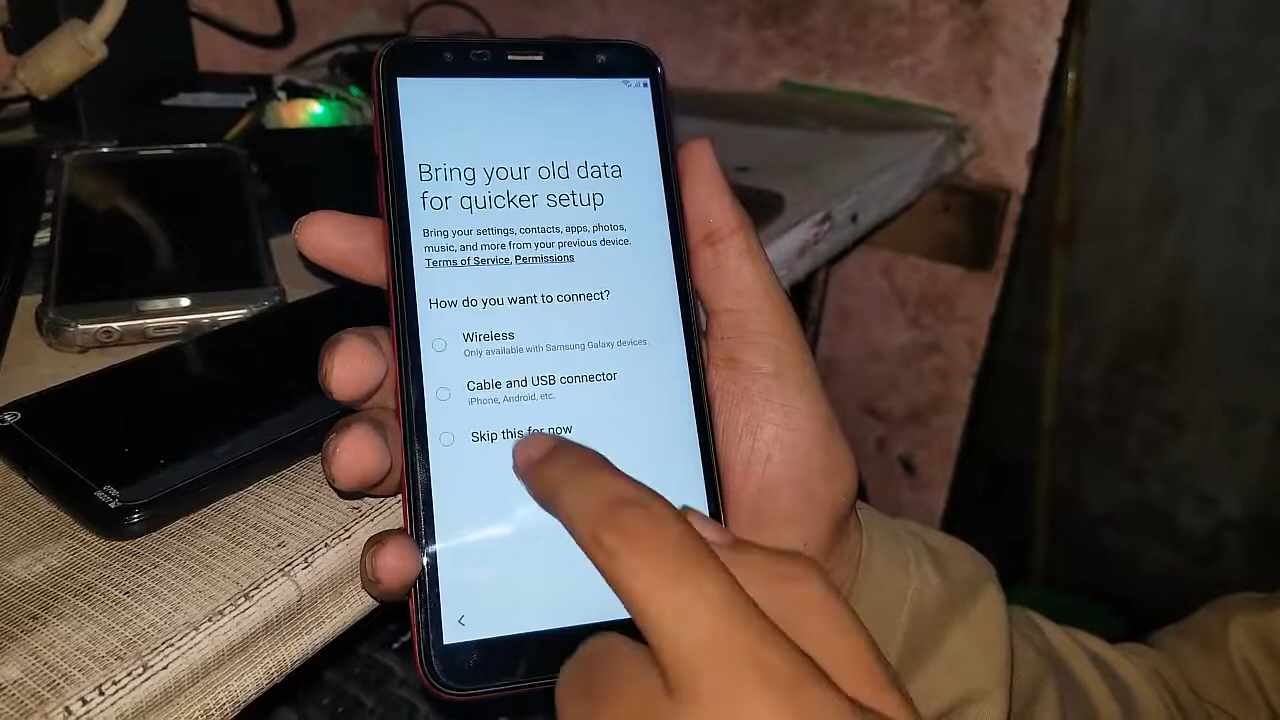 Bring your old data
for quicker setup
Bring your settings, contacts, apps, photos,
music, and more from your previous device.
Terms of Service, Permissions
How do you want to connect?
Wireless
Only available with Samsung Galaxy devices.
Cable and USB connector
iPhone, Android, etc.
Skip this for now